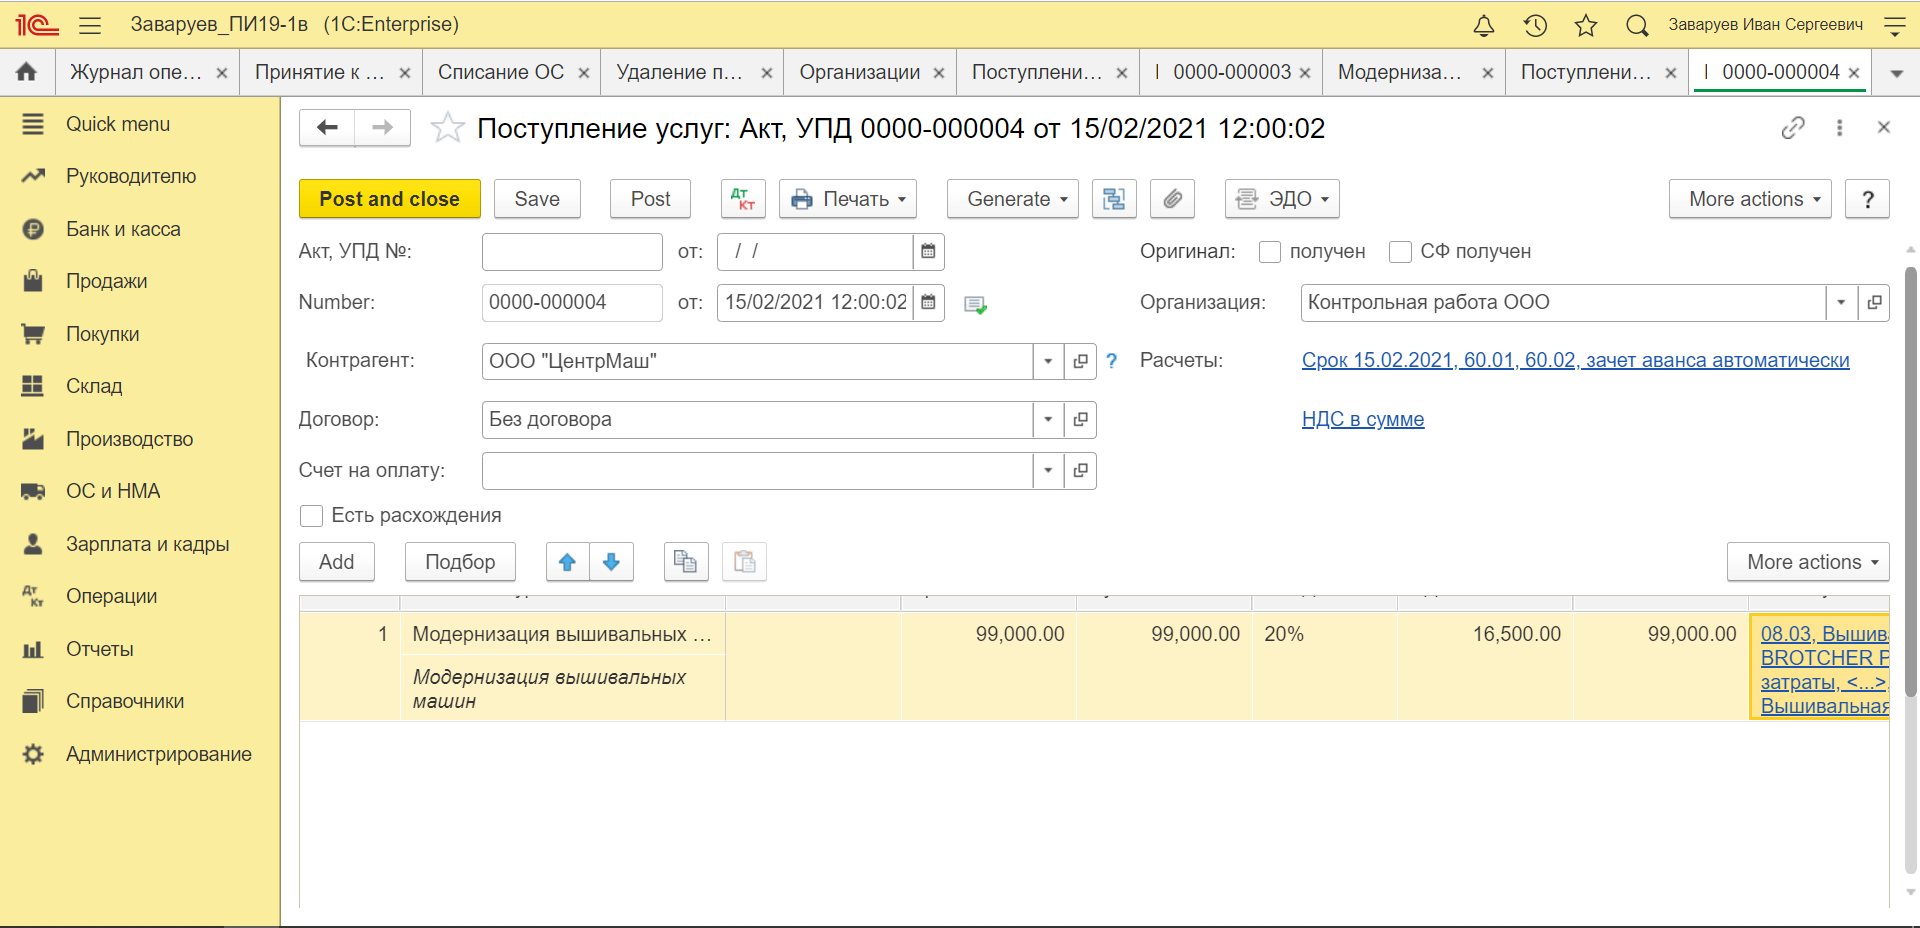 1С Заваруев_ПИ19-1в (1C:Enterprise) Заваруев Иван Сергеевич
Журнал опе... Принятие к ... Списание ОС Удаление п... Организации Поступлени... 0000-000003 Модерниза... Поступлени... 0000-000004
Quick menu
Руководителю
Банк и касса
Продажи
Покупки
Склад
Производство
ОС и НМА
Зарплата и кадры
Дт Кт Операции
Отчеты
Справочники
Администрирование
Поступление услуг: Акт, УПД 0000-000004 от 15/02/2021 12:00:02
Post and close Save Post Дт Кт Печать Generate ЭДО More actions ?
Акт, УПД №: от: / / Оригинал: получен СФ получен
Number: 0000-000004 от: 15/02/2021 12:00:02 Организация: Контрольная работа ООО
Контрагент: ООО "ЦентрМаш" ? Расчеты: Срок 15.02.2021, 60.01, 60.02, зачет аванса автоматически
Договор: Без договора НДС в сумме
Счет на оплату:
Есть расхождения
Add Подбор More actions
1 Модернизация вышивальных ... 99,000.00 99,000.00 20% 16,500.00 99,000.00
Модернизация вышивальных
машин
08.03, Вышив
BROTCHER P
затраты, <...>,
Вышивальная